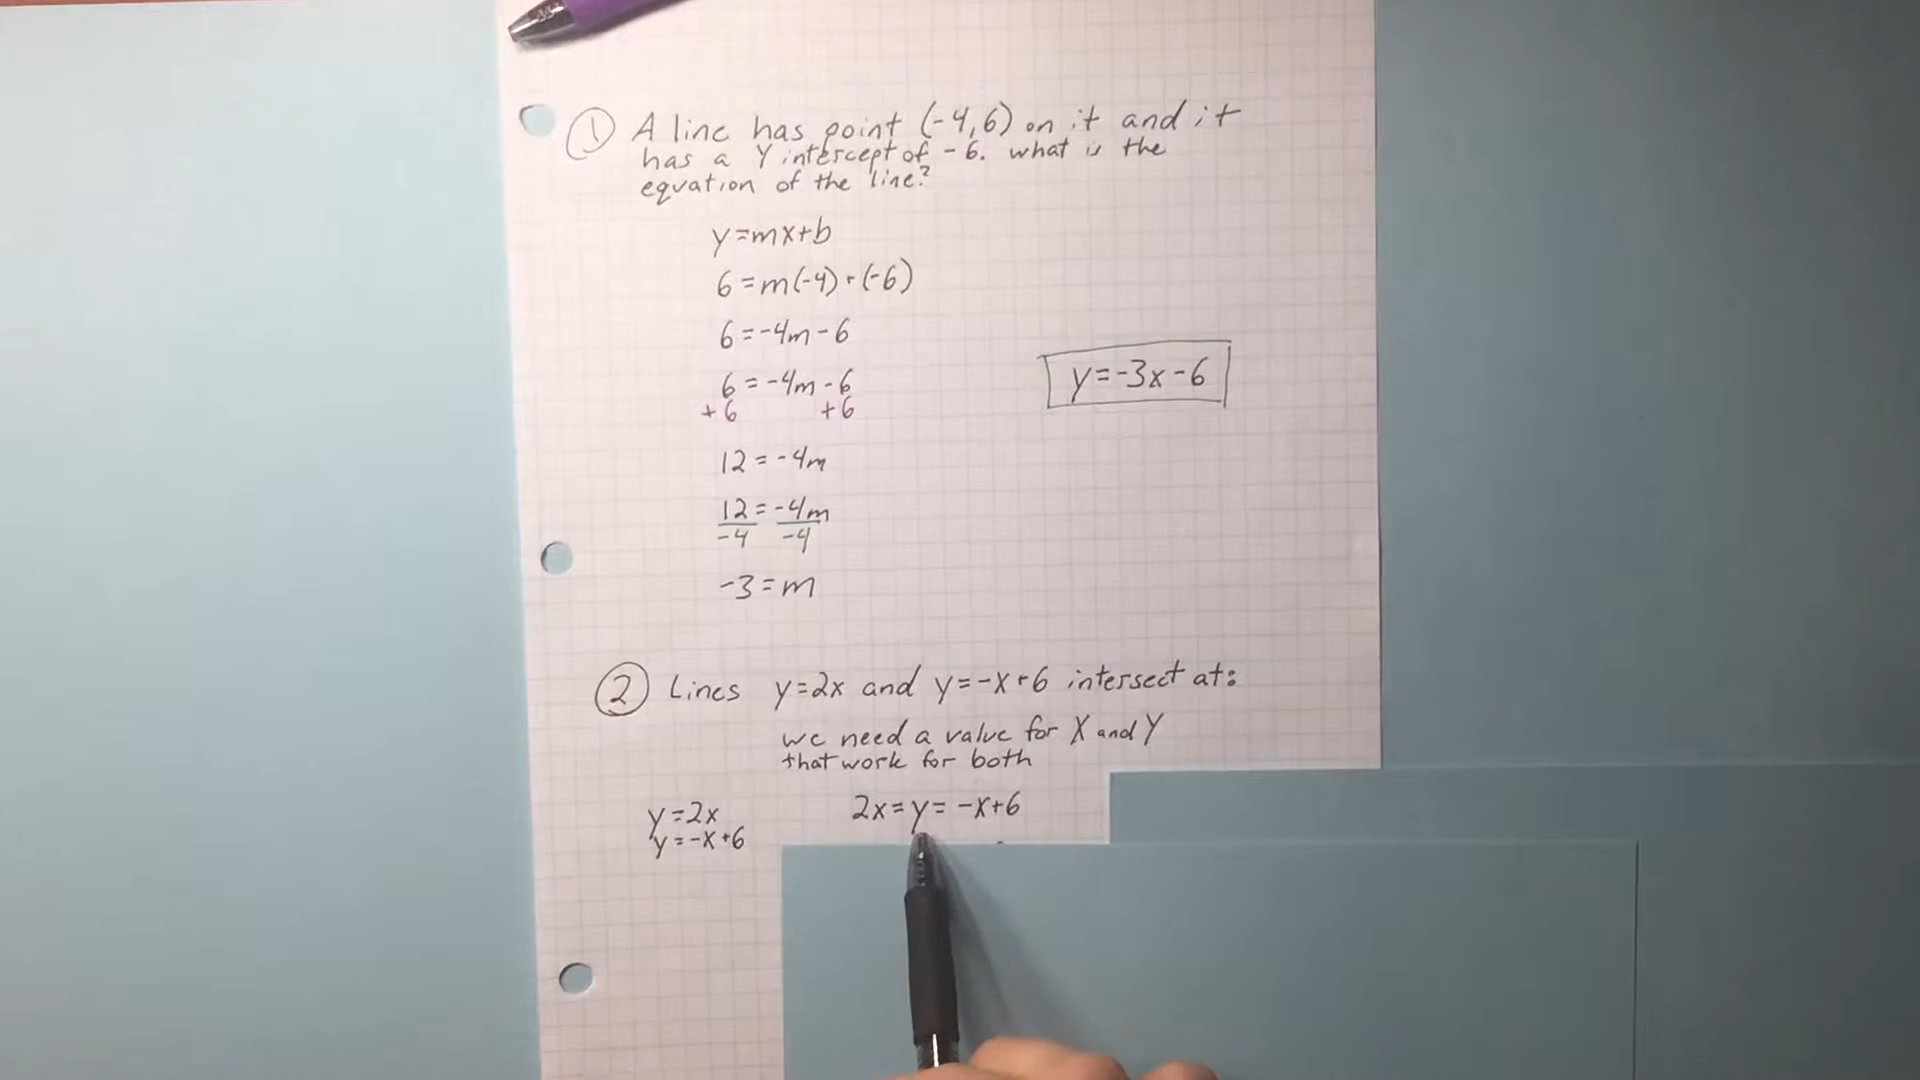 ① A line has point (-4,6) on it and it
has a Y intercept of -6. what is the
equation of the line?
y=mx+b
6=m(-4)+(-6)
6=-4m-6
6=-4m-6
+6 +6
12=-4m
12=-4m
-4 -4
-3=m
y=-3x-6
② Lines y=2x and y=-x+6 intersect at:
we need a value for X and Y
that work for both
y=2x
y=-x+6
2x=y=-x+6